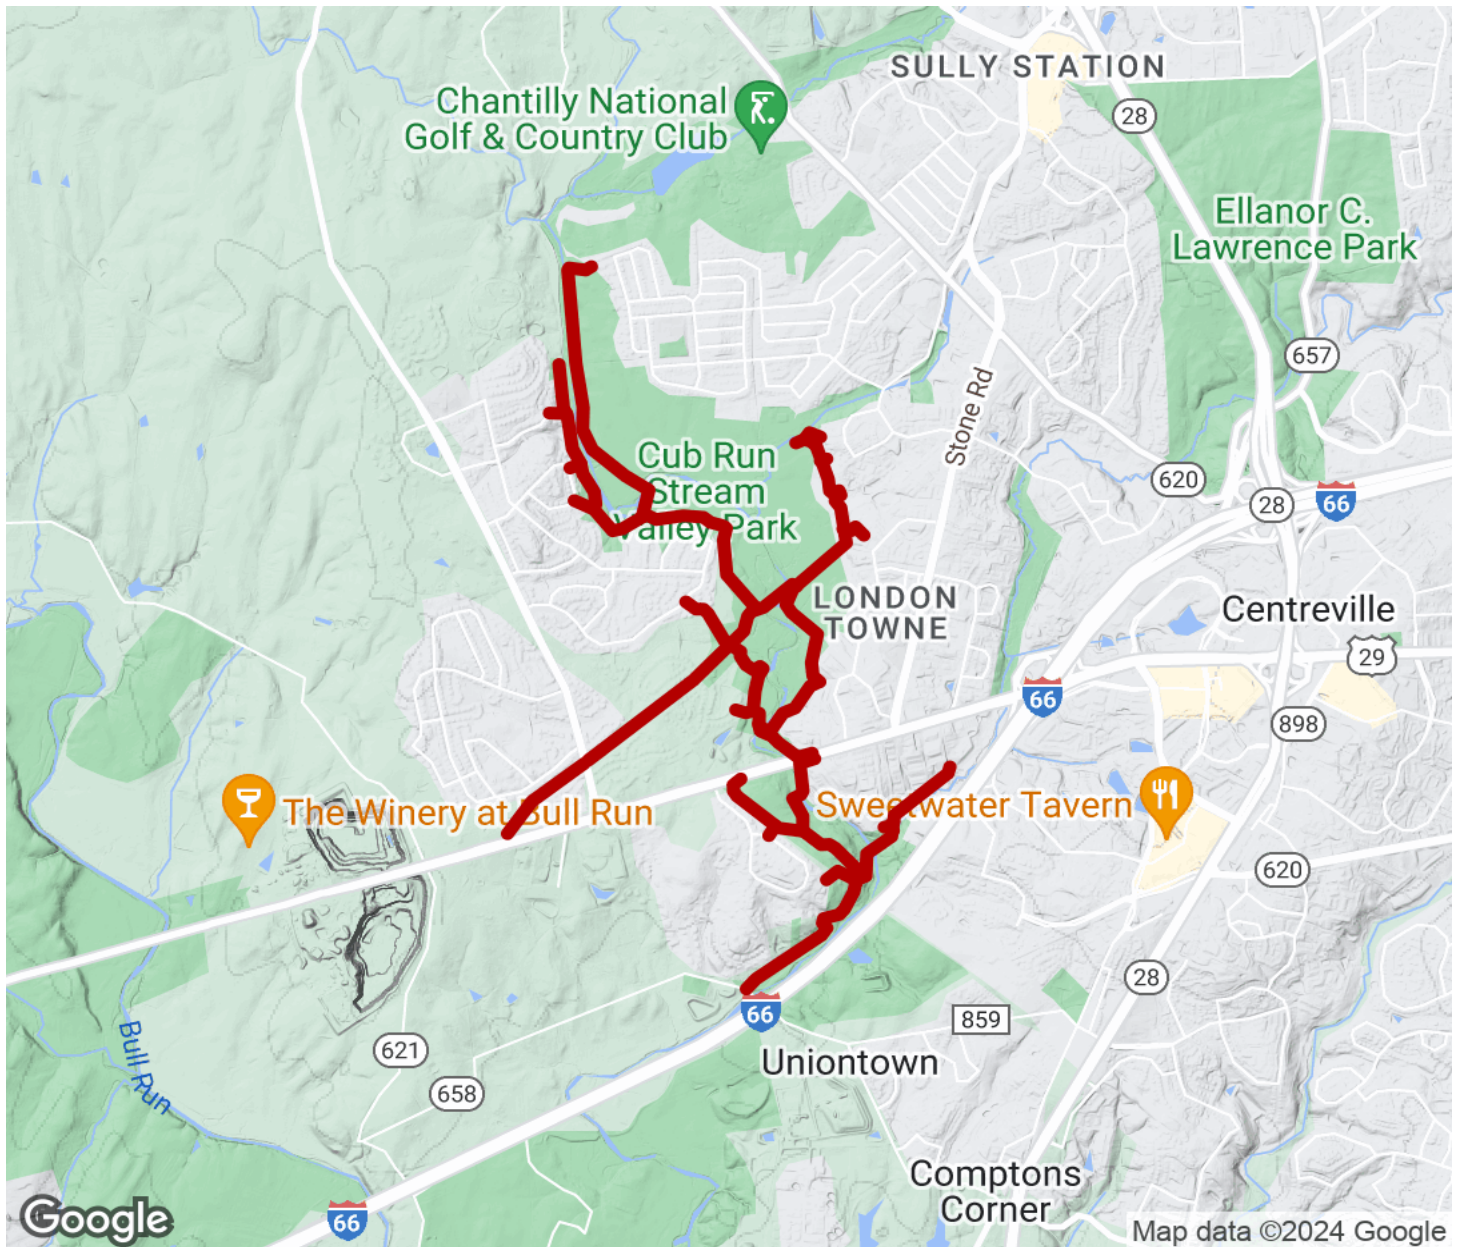 SULLY STATION
Chantilly National
Golf & Country Club
28
Ellanor C.
Lawrence Park
657
Stone Rd
Cub Run
Stream
Valley Park
620
28
66
LONDON
TOWNE
Centreville
29
66
898
The Winery at Bull Run
Sweetwater Tavern
620
28
66
859
Bull Run
621
Uniontown
658
Comptons
Corner
66
Google
Map data ©2024 Google